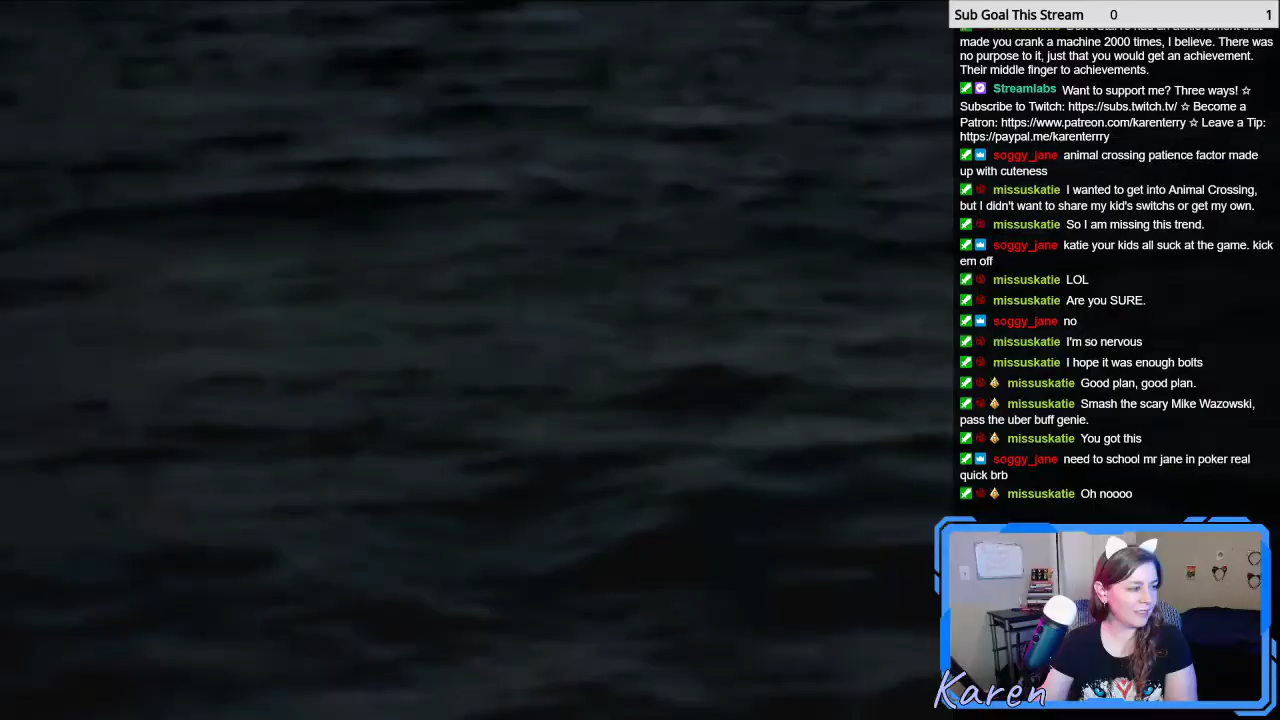 Sub Goal This Stream 0 1
made you crank a machine 2000 times, I believe. There was
no purpose to it, just that you would get an achievement.
Their middle finger to achievements.
Streamlabs Want to support me? Three ways! ☆
Subscribe to Twitch: https://subs.twitch.tv/ ☆ Become a
Patron: https://www.patreon.com/karenterry ☆ Leave a Tip:
https://paypal.me/karenterrry
soggy_jane animal crossing patience factor made
up with cuteness
missuskatie I wanted to get into Animal Crossing,
but I didn't want to share my kid's switchs or get my own.
missuskatie So I am missing this trend.
soggy_jane katie your kids all suck at the game. kick
em off
missuskatie LOL
missuskatie Are you SURE.
soggy_jane no
missuskatie I'm so nervous
missuskatie I hope it was enough bolts
missuskatie Good plan, good plan.
missuskatie Smash the scary Mike Wazowski,
pass the uber buff genie.
missuskatie You got this
soggy_jane need to school mr jane in poker real
quick brb
missuskatie Oh noooo
Karen